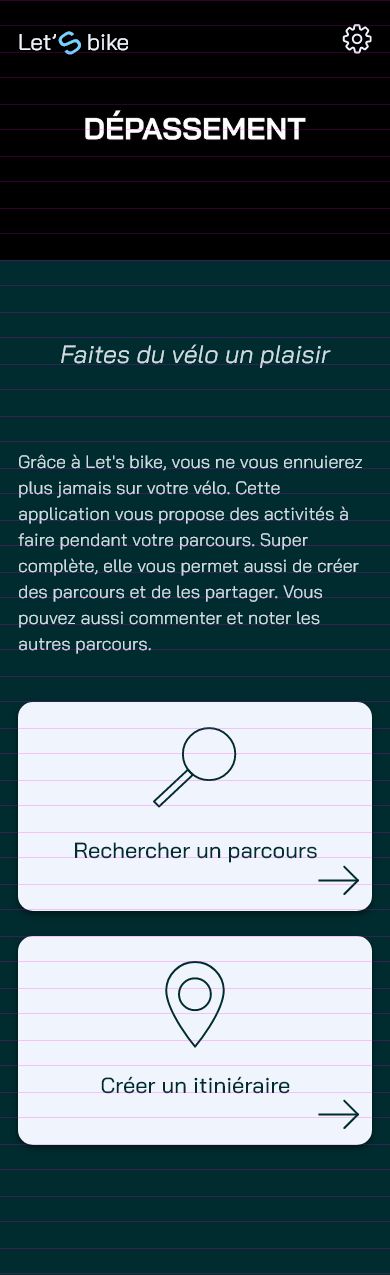 Let'S bike
DÉPASSEMENT
Faites du vélo un plaisir
Grâce à Let's bike, vous ne vous ennuierez
plus jamais sur votre vélo. Cette
application vous propose des activités à
faire pendant votre parcours. Super
complète, elle vous permet aussi de créer
des parcours et de les partager. Vous
pouvez aussi commenter et noter les
autres parcours.
Rechercher un parcours
Créer un itiniéraire